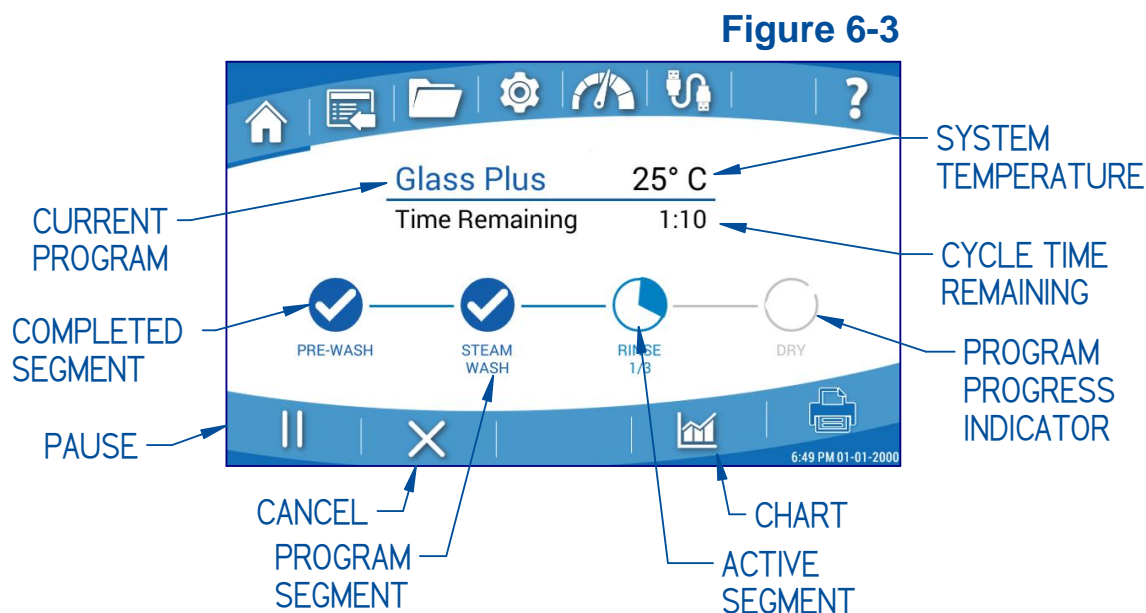 Figure 6-3
?
SYSTEM
TEMPERATURE
Glass Plus 25° C
Time Remaining 1:10
CURRENT
PROGRAM
CYCLE TIME
REMAINING
COMPLETED
SEGMENT
PRE-WASH
STEAM
WASH
RINSE
1/3
DRY
PROGRAM
PROGRESS
INDICATOR
PAUSE
6:49 PM 01-01-2000
CANCEL
CHART
PROGRAM
SEGMENT
ACTIVE
SEGMENT